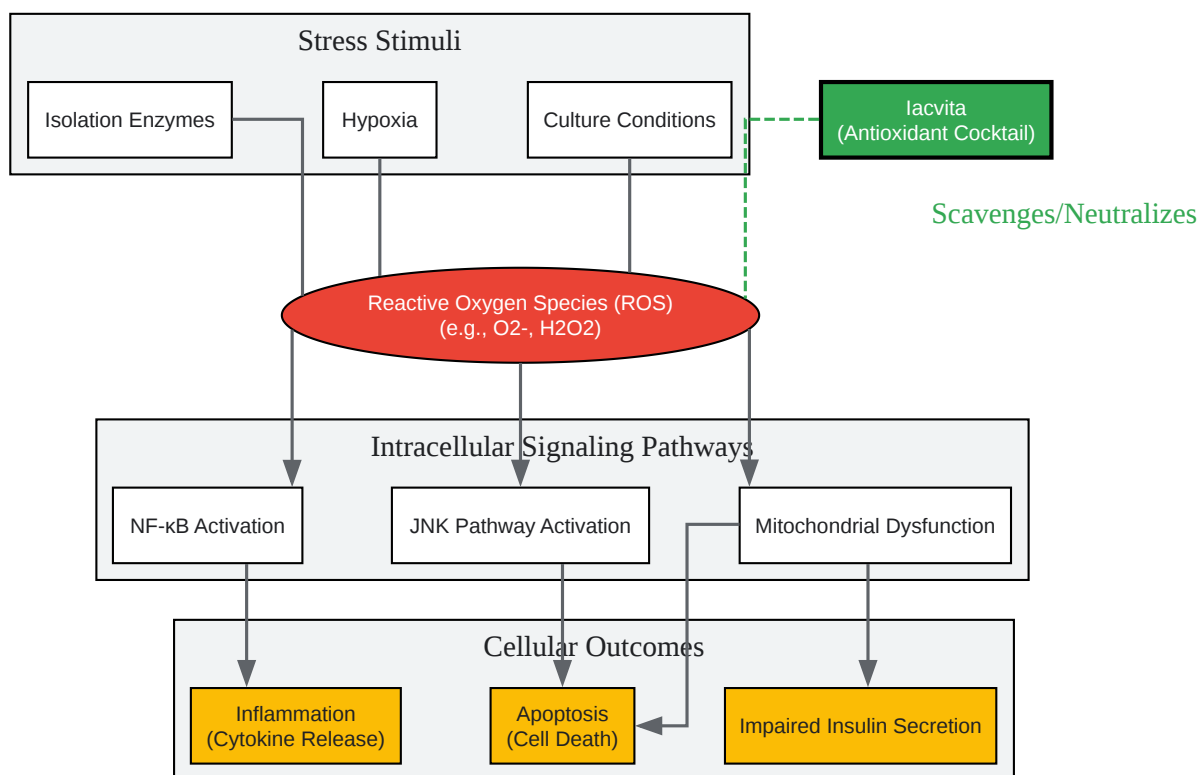 Stress Stimuli
Isolation Enzymes
Hypoxia
Culture Conditions
Iacvita
(Antioxidant Cocktail)
Scavenges/Neutralizes
Reactive Oxygen Species (ROS)
(e.g., O2-, H2O2)
Intracellular Signaling Pathways
NF-κB Activation
JNK Pathway Activation
Mitochondrial Dysfunction
Cellular Outcomes
Inflammation
(Cytokine Release)
Apoptosis
(Cell Death)
Impaired Insulin Secretion